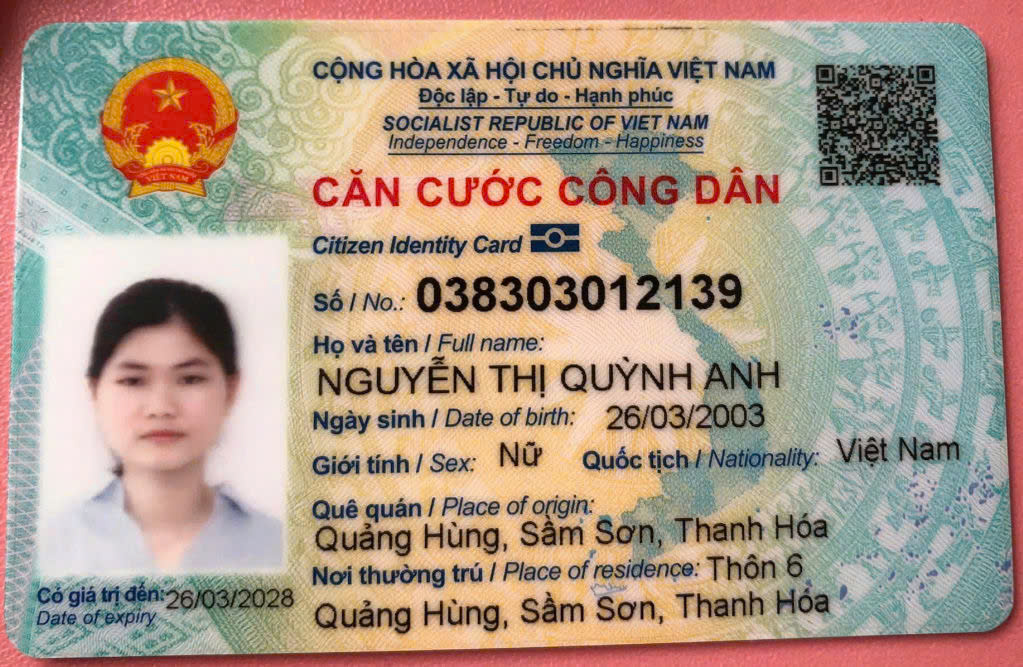 CỘNG HÒA XÃ HỘI CHỦ NGHĨA VIỆT NAM
Độc lập - Tự do - Hạnh phúc
SOCIALIST REPUBLIC OF VIET NAM
Independence - Freedom - Happiness
CĂN CƯỚC CÔNG DÂN
Citizen Identity Card
Số / No.: 038303012139
Họ và tên / Full name:
NGUYỄN THỊ QUỲNH ANH
Ngày sinh / Date of birth: 26/03/2003
Giới tính / Sex: Nữ Quốc tịch / Nationality: Việt Nam
Quê quán / Place of origin:
Quảng Hùng, Sầm Sơn, Thanh Hóa
Nơi thường trú / Place of residence: Thôn 6
Quảng Hùng, Sầm Sơn, Thanh Hóa
Có giá trị đến: 26/03/2028
Date of expiry
VIỆT NAM